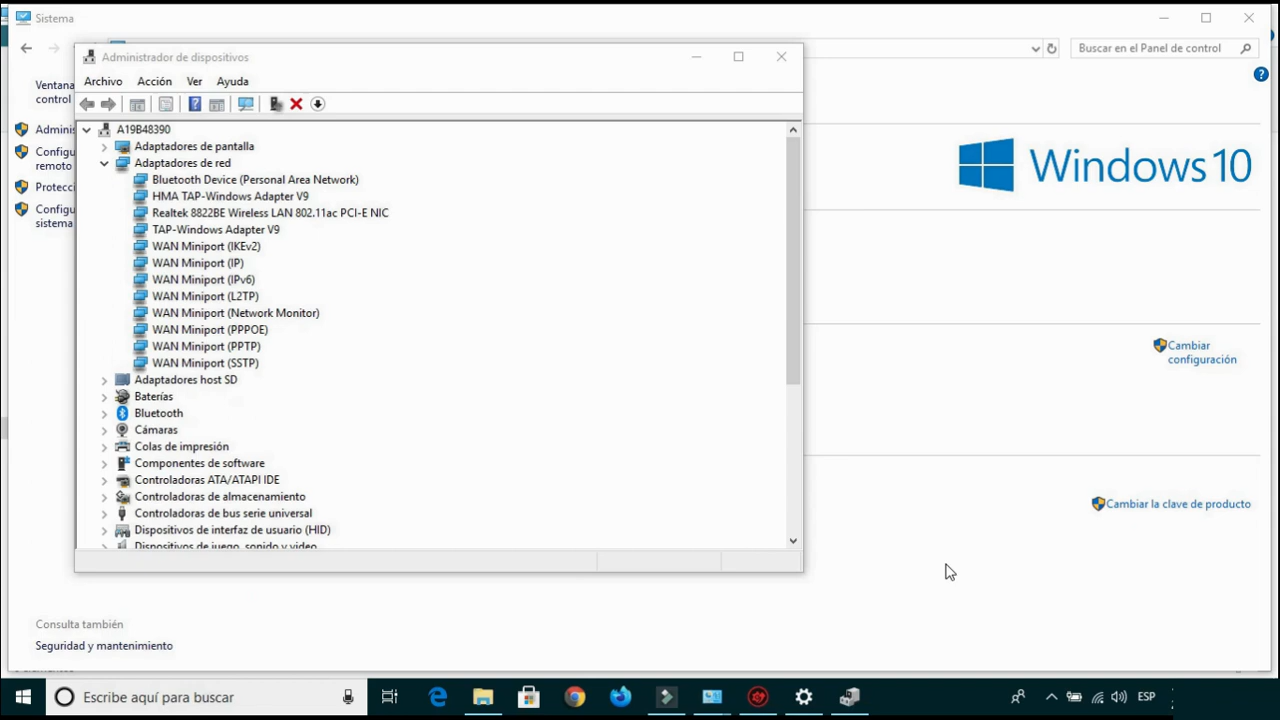 Sistema
Buscar en el Panel de control
Ventana
control
Adminis
Configu
remoto
Protecci
Configu
sistema
Administrador de dispositivos
Archivo Acción Ver Ayuda
A19B48390
Adaptadores de pantalla
Adaptadores de red
Bluetooth Device (Personal Area Network)
HMA TAP-Windows Adapter V9
Realtek 8822BE Wireless LAN 802.11ac PCI-E NIC
TAP-Windows Adapter V9
WAN Miniport (IKEv2)
WAN Miniport (IP)
WAN Miniport (IPv6)
WAN Miniport (L2TP)
WAN Miniport (Network Monitor)
WAN Miniport (PPPOE)
WAN Miniport (PPTP)
WAN Miniport (SSTP)
Adaptadores host SD
Baterías
Bluetooth
Cámaras
Colas de impresión
Componentes de software
Controladoras ATA/ATAPI IDE
Controladoras de almacenamiento
Controladoras de bus serie universal
Dispositivos de interfaz de usuario (HID)
Dispositivos de juego, sonido y video
Windows 10
Cambiar
configuración
Cambiar la clave de producto
Consulta también
Seguridad y mantenimiento
Escribe aquí para buscar
ESP